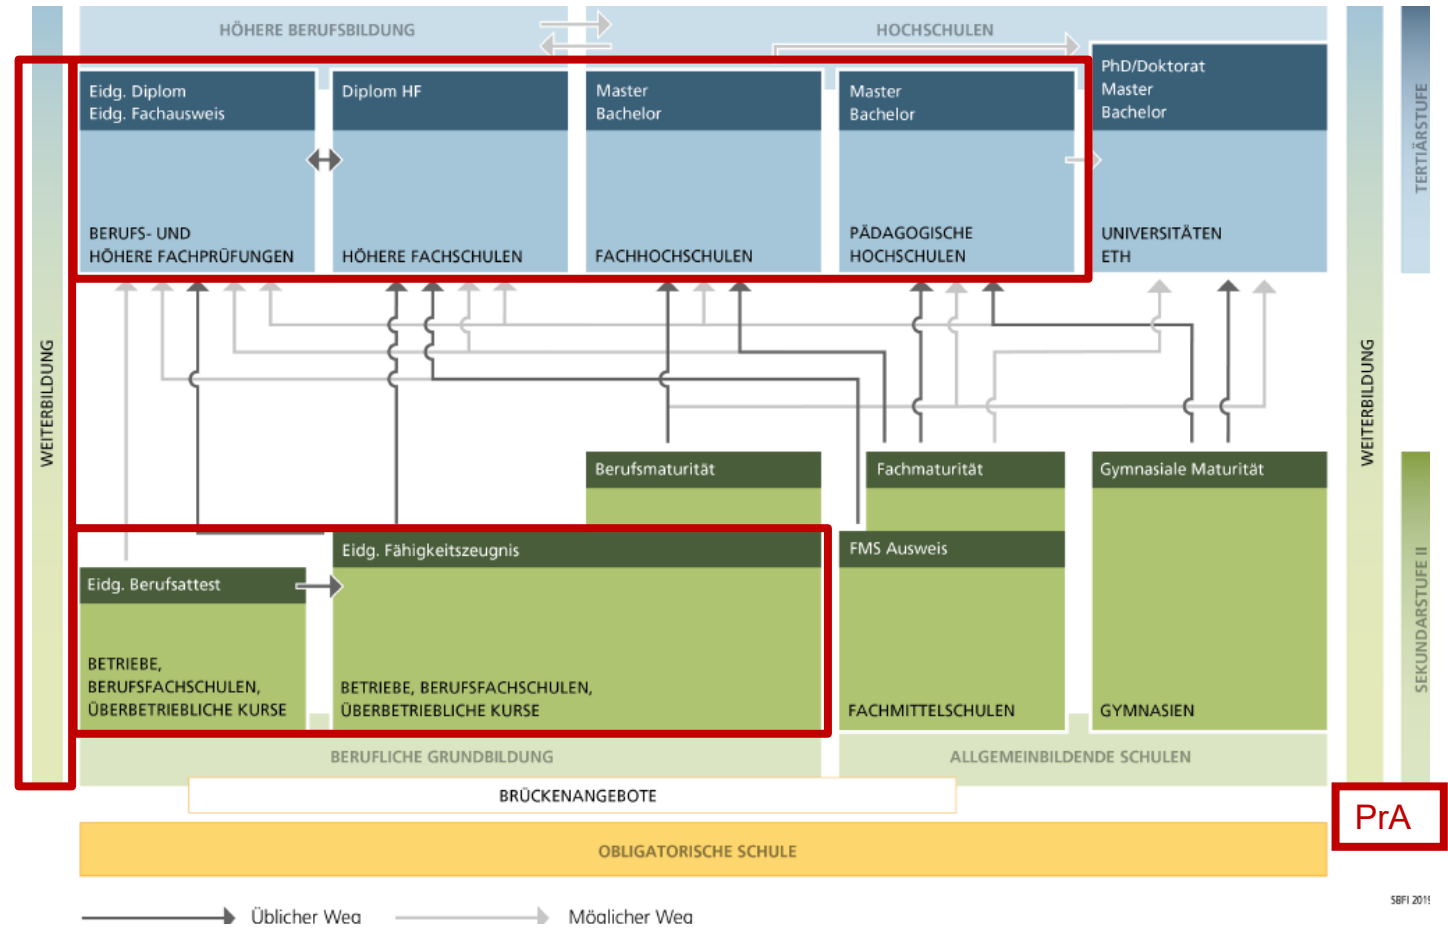 HÖHERE BERUFSBILDUNG
HOCHSCHULEN
Eidg. Diplom
Eidg. Fachausweis
Diplom HF
Master
Bachelor
Master
Bachelor
PhD/Doktorat
Master
Bachelor
BERUFS- UND
HÖHERE FACHPRÜFUNGEN
HÖHERE FACHSCHULEN
FACHHOCHSCHULEN
PÄDAGOGISCHE
HOCHSCHULEN
UNIVERSITÄTEN
ETH
TERTIÄRSTUFE
WEITERBILDUNG
WEITERBILDUNG
Berufsmaturität
Fachmaturität
Gymnasiale Maturität
Eidg. Fähigkeitszeugnis
FMS Ausweis
Eidg. Berufsattest
BETRIEBE,
BERUFSFACHSCHULEN,
ÜBERBETRIEBLICHE KURSE
BETRIEBE, BERUFSFACHSCHULEN,
ÜBERBETRIEBLICHE KURSE
FACHMITTELSCHULEN
GYMNASIEN
SEKUNDARSTUFE II
BERUFLICHE GRUNDBILDUNG
ALLGEMEINBILDENDE SCHULEN
BRÜCKENANGEBOTE
PrA
OBLIGATORISCHE SCHULE
SBFI 2019
Üblicher Weg
Möglicher Weg